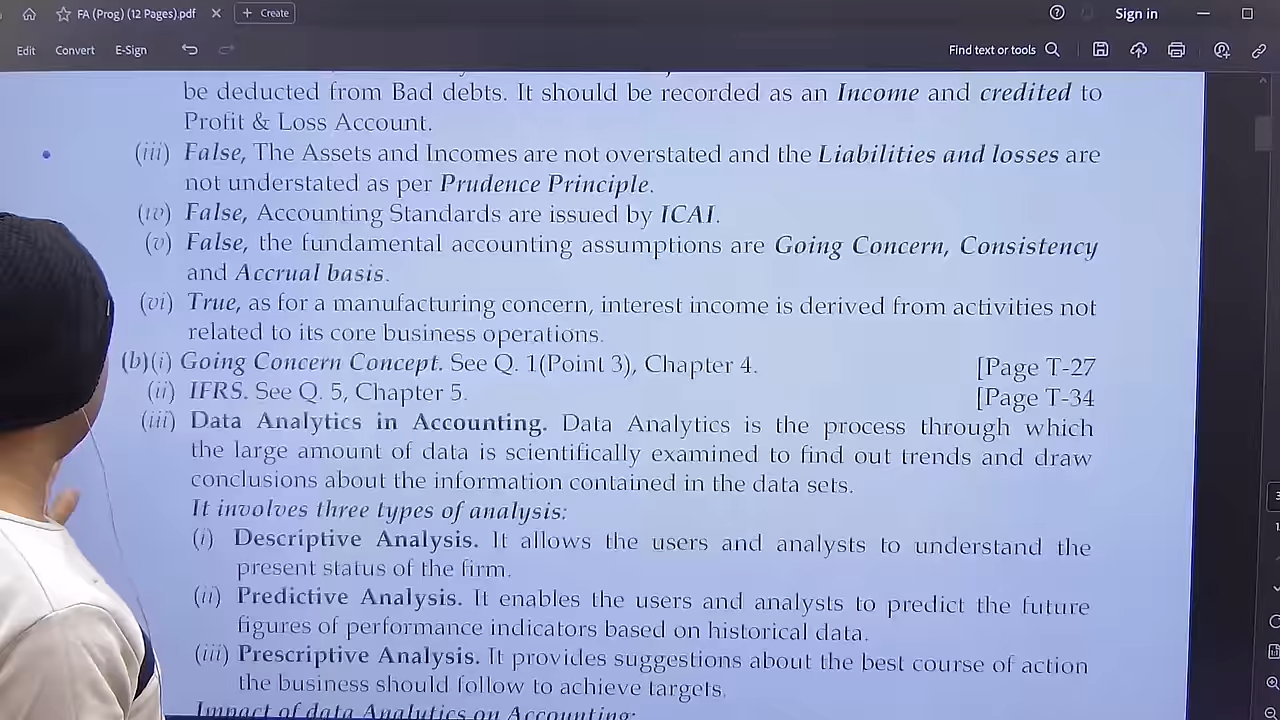 FA (Prog) (12 Pages).pdf
Create
Sign in
Edit Convert E-Sign
Find text or tools
be deducted from Bad debts. It should be recorded as an Income and credited to
Profit & Loss Account.
(iii) False, The Assets and Incomes are not overstated and the Liabilities and losses are
not understated as per Prudence Principle.
(iv) False, Accounting Standards are issued by ICAI.
(v) False, the fundamental accounting assumptions are Going Concern, Consistency
and Accrual basis.
(vi) True, as for a manufacturing concern, interest income is derived from activities not
related to its core business operations.
(b)(i) Going Concern Concept. See Q. 1(Point 3), Chapter 4. [Page T-27
(ii) IFRS. See Q. 5, Chapter 5. [Page T-34
(iii) Data Analytics in Accounting. Data Analytics is the process through which
the large amount of data is scientifically examined to find out trends and draw
conclusions about the information contained in the data sets.
It involves three types of analysis:
(i) Descriptive Analysis. It allows the users and analysts to understand the
present status of the firm.
(ii) Predictive Analysis. It enables the users and analysts to predict the future
figures of performance indicators based on historical data.
(iii) Prescriptive Analysis. It provides suggestions about the best course of action
the business should follow to achieve targets.
Impact of data Analytics on Accounting: